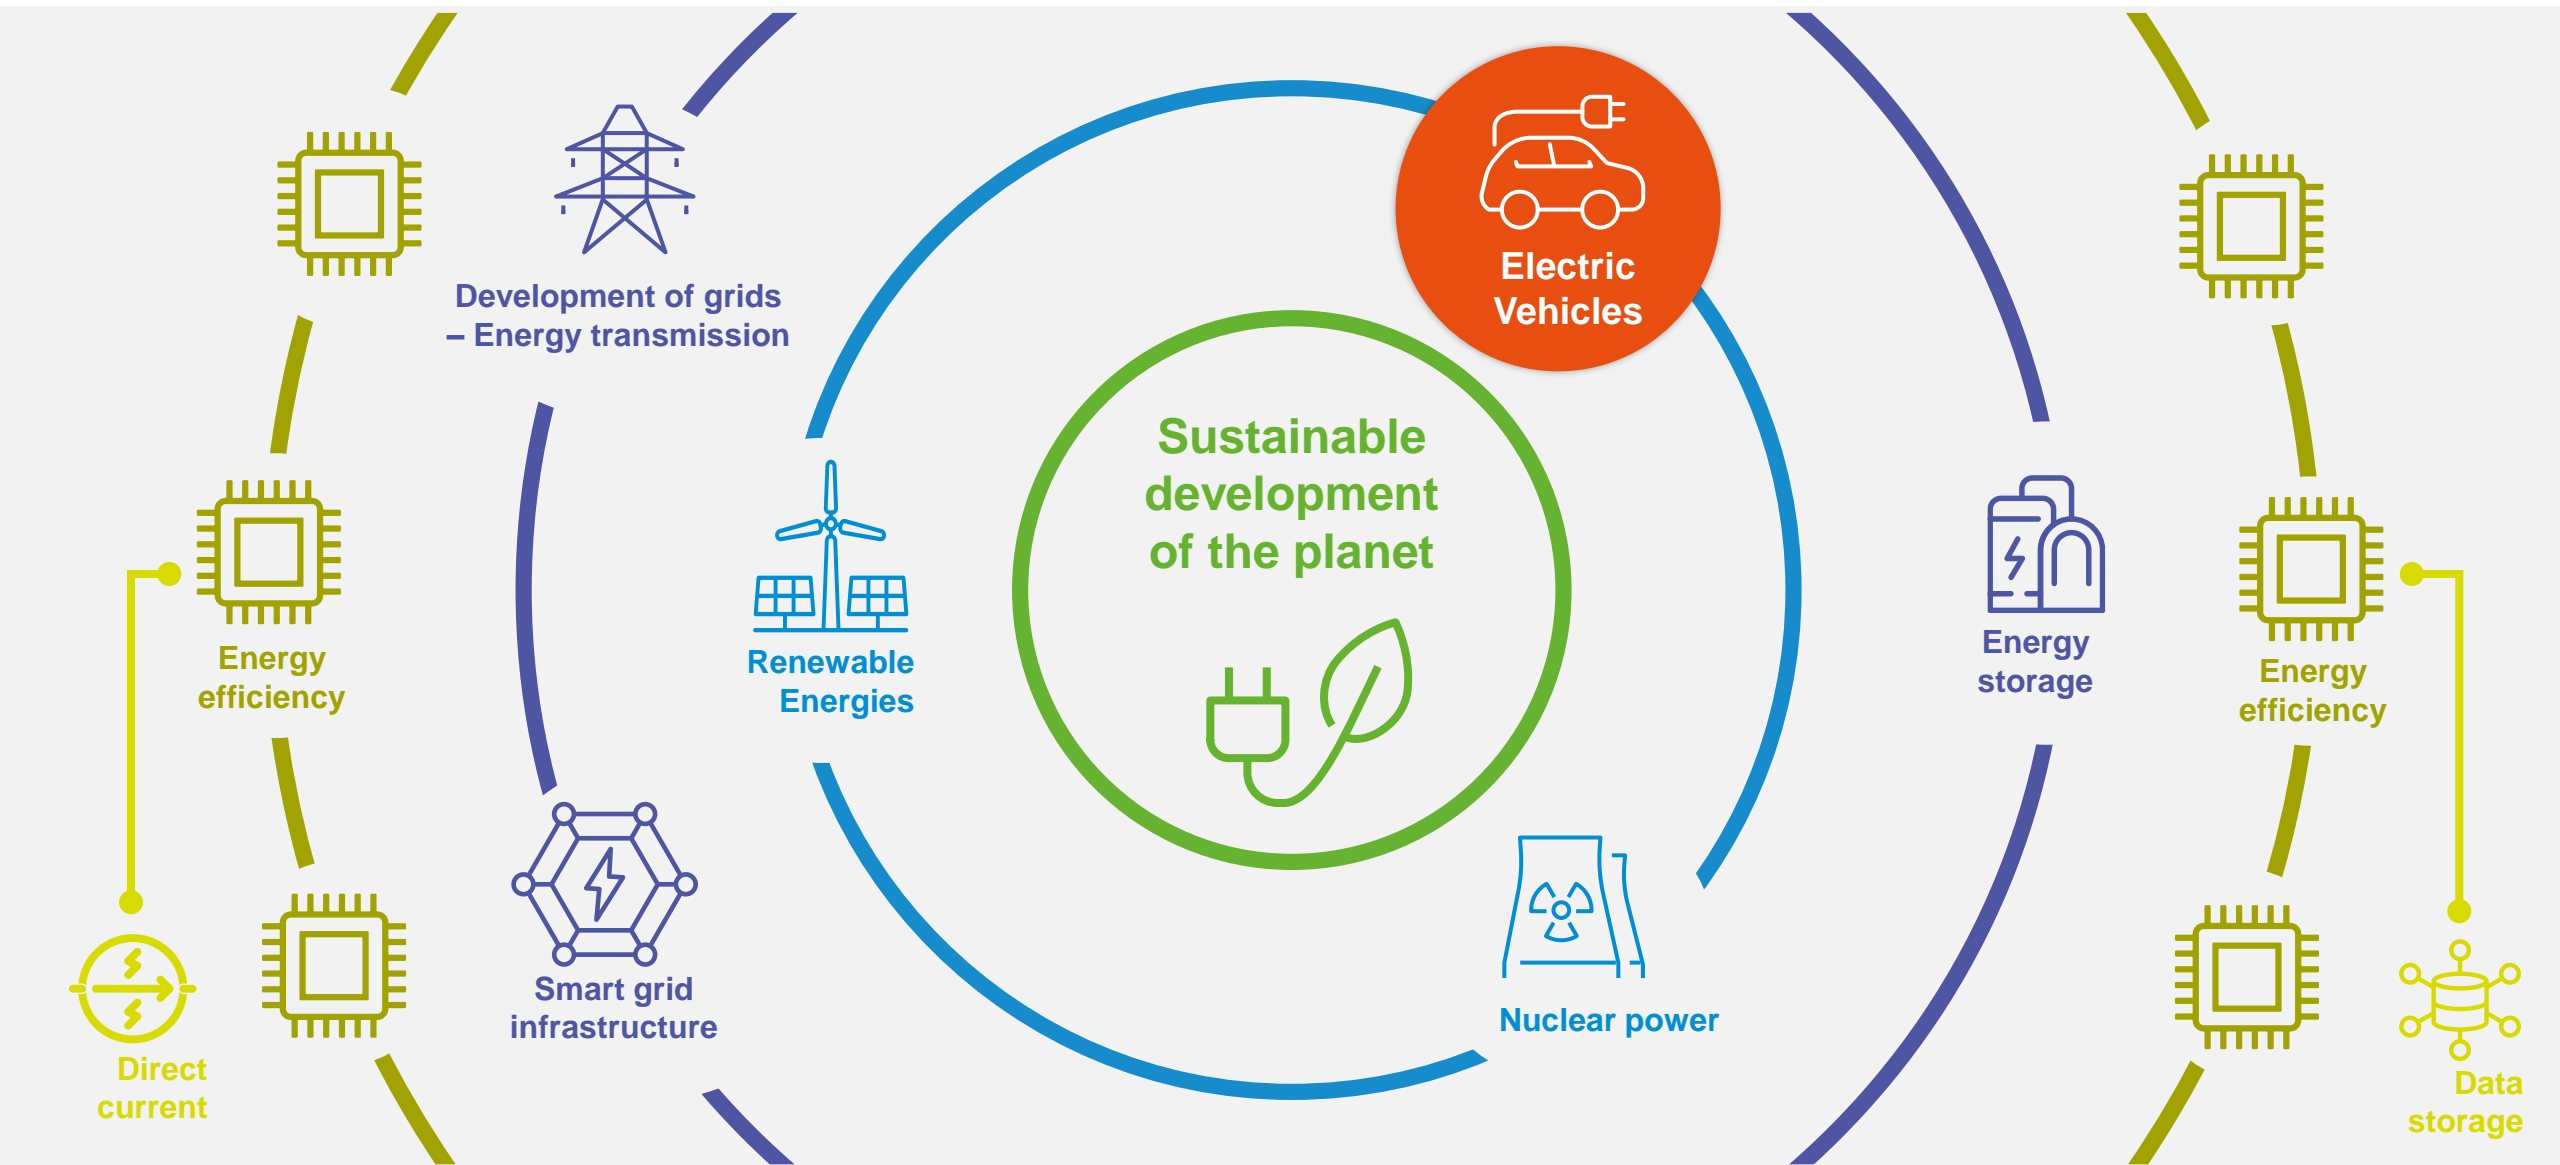 Electric
Vehicles
Development of grids
– Energy transmission
Sustainable
development
of the planet
Renewable
Energies
Energy
storage
Energy
efficiency
Energy
efficiency
Smart grid
infrastructure
Nuclear power
Direct
current
Data
storage